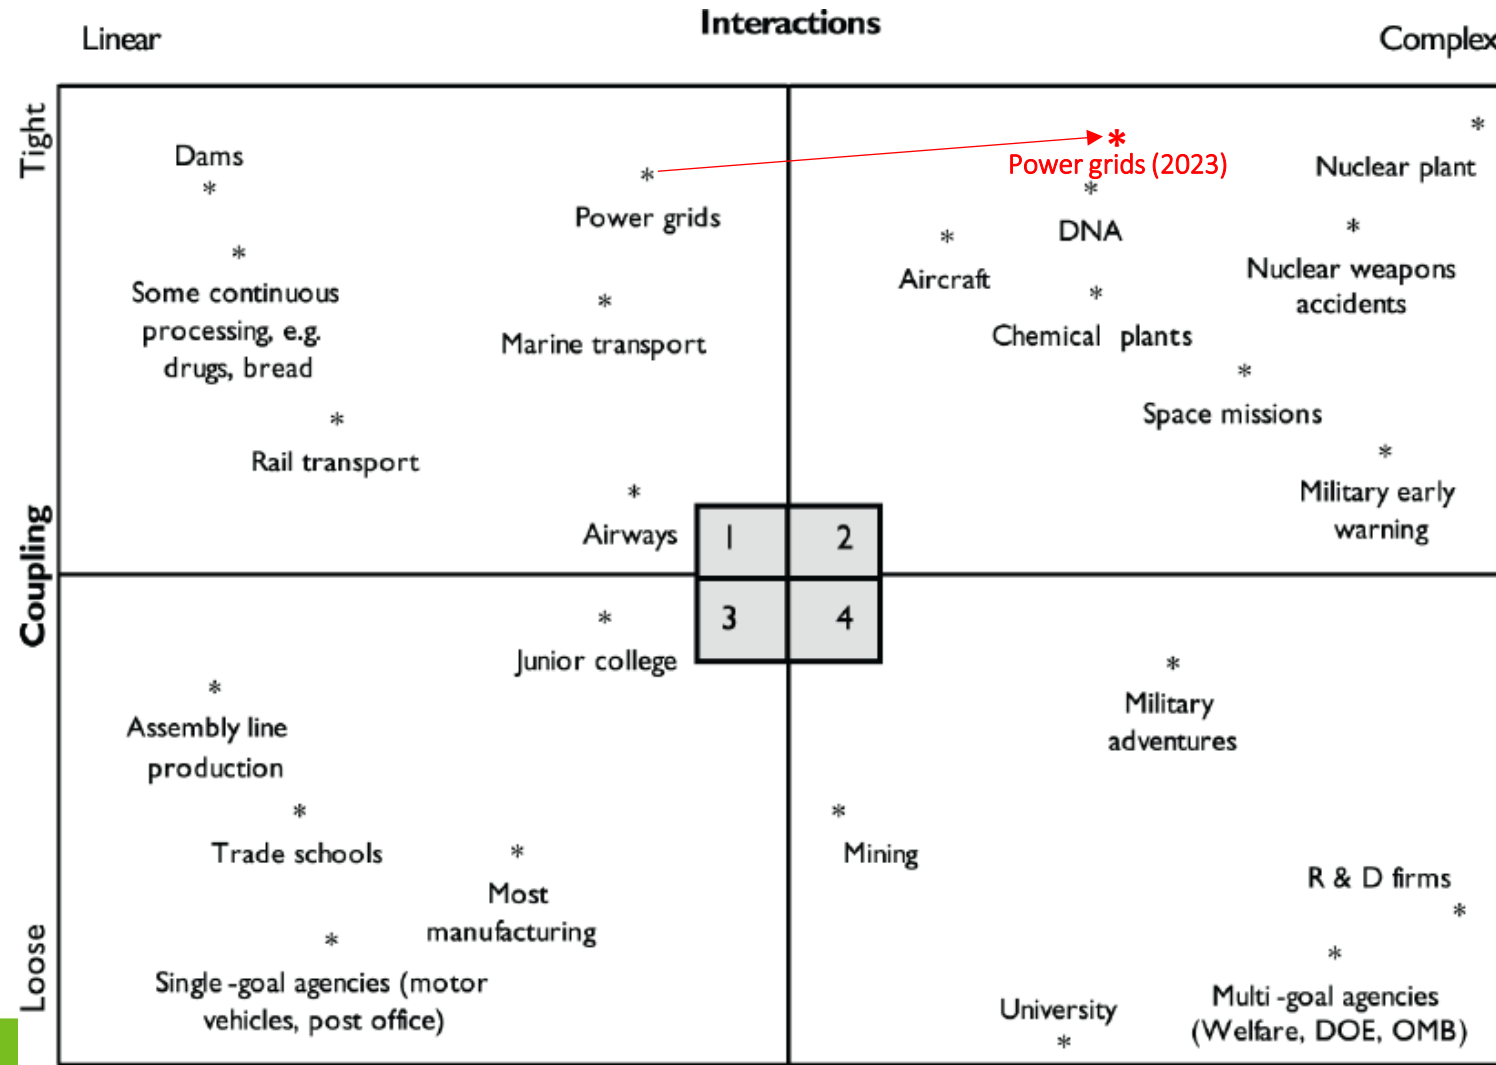 Interactions
Linear
Complex
Tight
Coupling
Loose
Dams
Some continuous
processing, e.g.
drugs, bread
Rail transport
Power grids
Marine transport
Airways
Power grids (2023)
DNA
Aircraft
Chemical plants
Nuclear plant
Nuclear weapons
accidents
Space missions
Military early
warning
1
2
3
4
Junior college
Assembly line
production
Trade schools
Most
manufacturing
Single-goal agencies (motor
vehicles, post office)
Military
adventures
Mining
R & D firms
University
Multi-goal agencies
(Welfare, DOE, OMB)